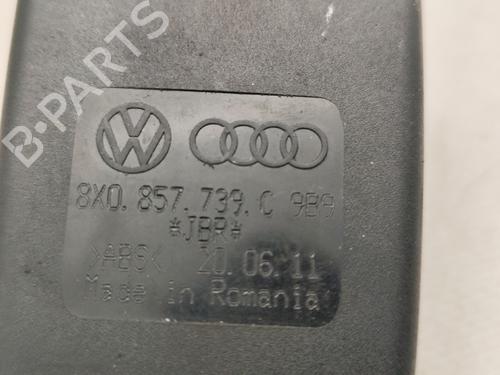 B-PARTS
8X0. 857. 739. C 9B9
*JBR*
>ABS< 20.06.11
Made in Romania